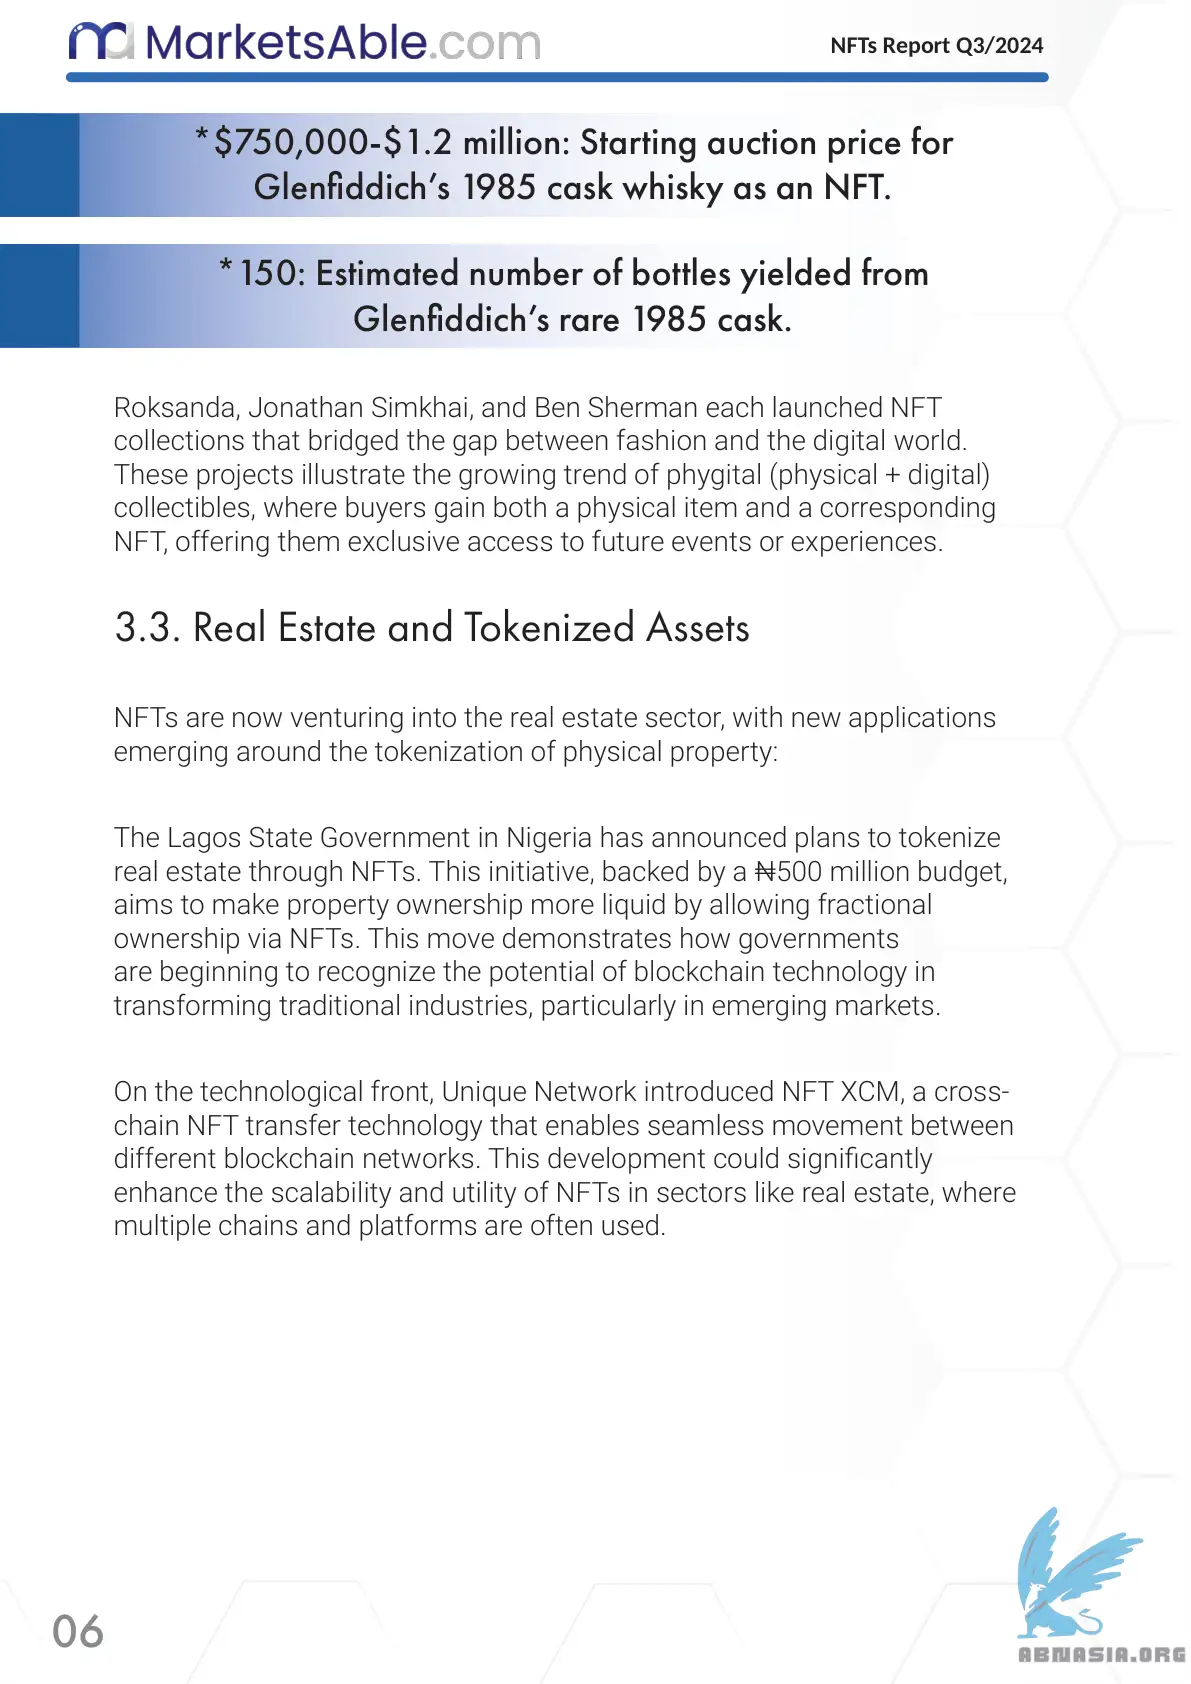 MarketsAble.com
NFTs Report Q3/2024
*$750,000-$1.2 million: Starting auction price for
Glenfiddich’s 1985 cask whisky as an NFT.
*150: Estimated number of bottles yielded from
Glenfiddich’s rare 1985 cask.
Roksanda, Jonathan Simkhai, and Ben Sherman each launched NFT
collections that bridged the gap between fashion and the digital world.
These projects illustrate the growing trend of phygital (physical + digital)
collectibles, where buyers gain both a physical item and a corresponding
NFT, offering them exclusive access to future events or experiences.
3.3. Real Estate and Tokenized Assets
NFTs are now venturing into the real estate sector, with new applications
emerging around the tokenization of physical property:
The Lagos State Government in Nigeria has announced plans to tokenize
real estate through NFTs. This initiative, backed by a ₦500 million budget,
aims to make property ownership more liquid by allowing fractional
ownership via NFTs. This move demonstrates how governments
are beginning to recognize the potential of blockchain technology in
transforming traditional industries, particularly in emerging markets.
On the technological front, Unique Network introduced NFT XCM, a cross-
chain NFT transfer technology that enables seamless movement between
different blockchain networks. This development could significantly
enhance the scalability and utility of NFTs in sectors like real estate, where
multiple chains and platforms are often used.
06
ABNASIA.ORG